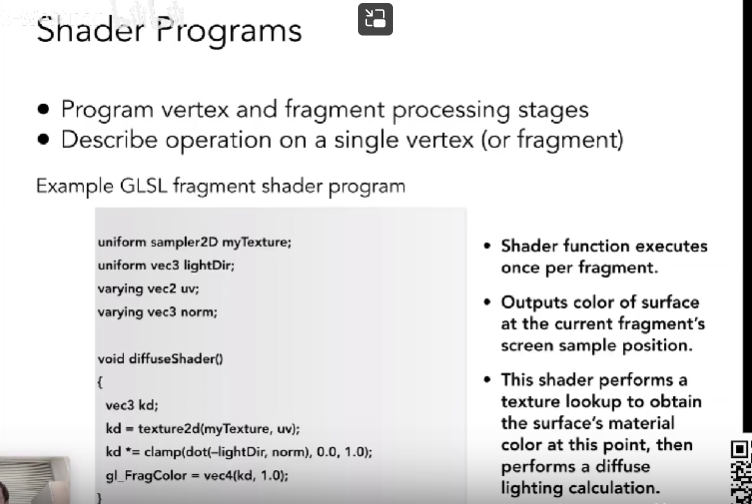 Shader Programs
● Program vertex and fragment processing stages
● Describe operation on a single vertex (or fragment)
Example GLSL fragment shader program
uniform sampler2D myTexture;
uniform vec3 lightDir;
varying vec2 uv;
varying vec3 norm;
void diffuseShader()
{
vec3 kd;
kd = texture2d(myTexture, uv);
kd *= clamp(dot(–lightDir, norm), 0.0, 1.0);
gl_FragColor = vec4(kd, 1.0);
}
• Shader function executes
once per fragment.
• Outputs color of surface
at the current fragment's
screen sample position.
• This shader performs a
texture lookup to obtain
the surface's material
color at this point, then
performs a diffuse
lighting calculation.